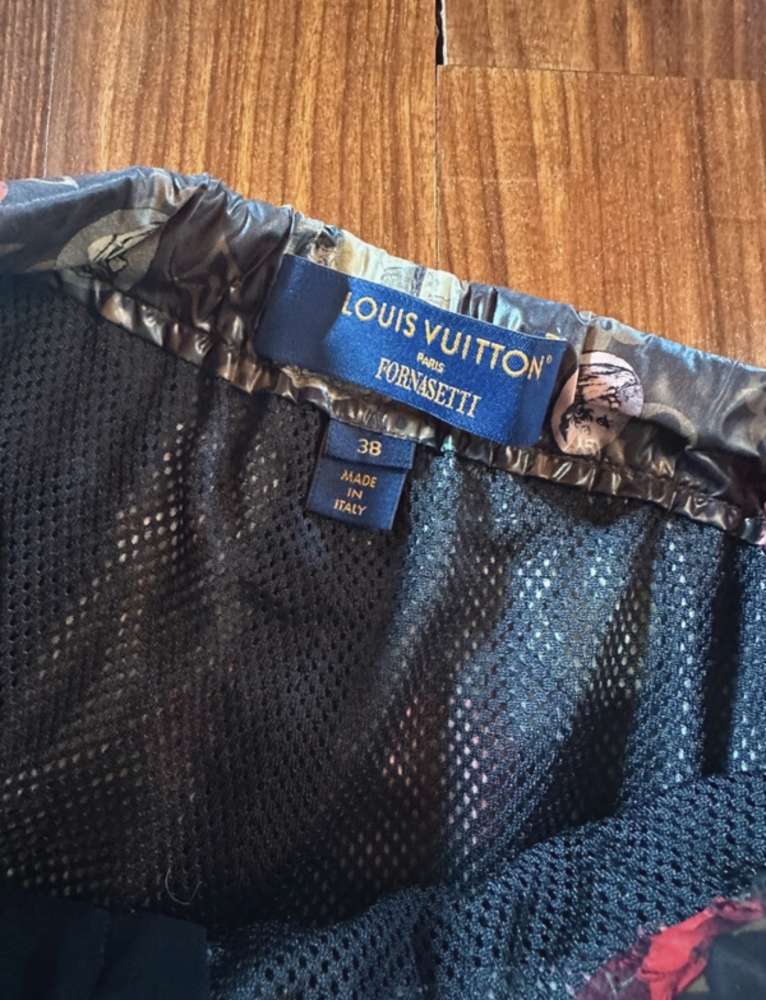 LOUIS VUITTON®
PARIS
FORNASETTI
38
MADE
IN
ITALY